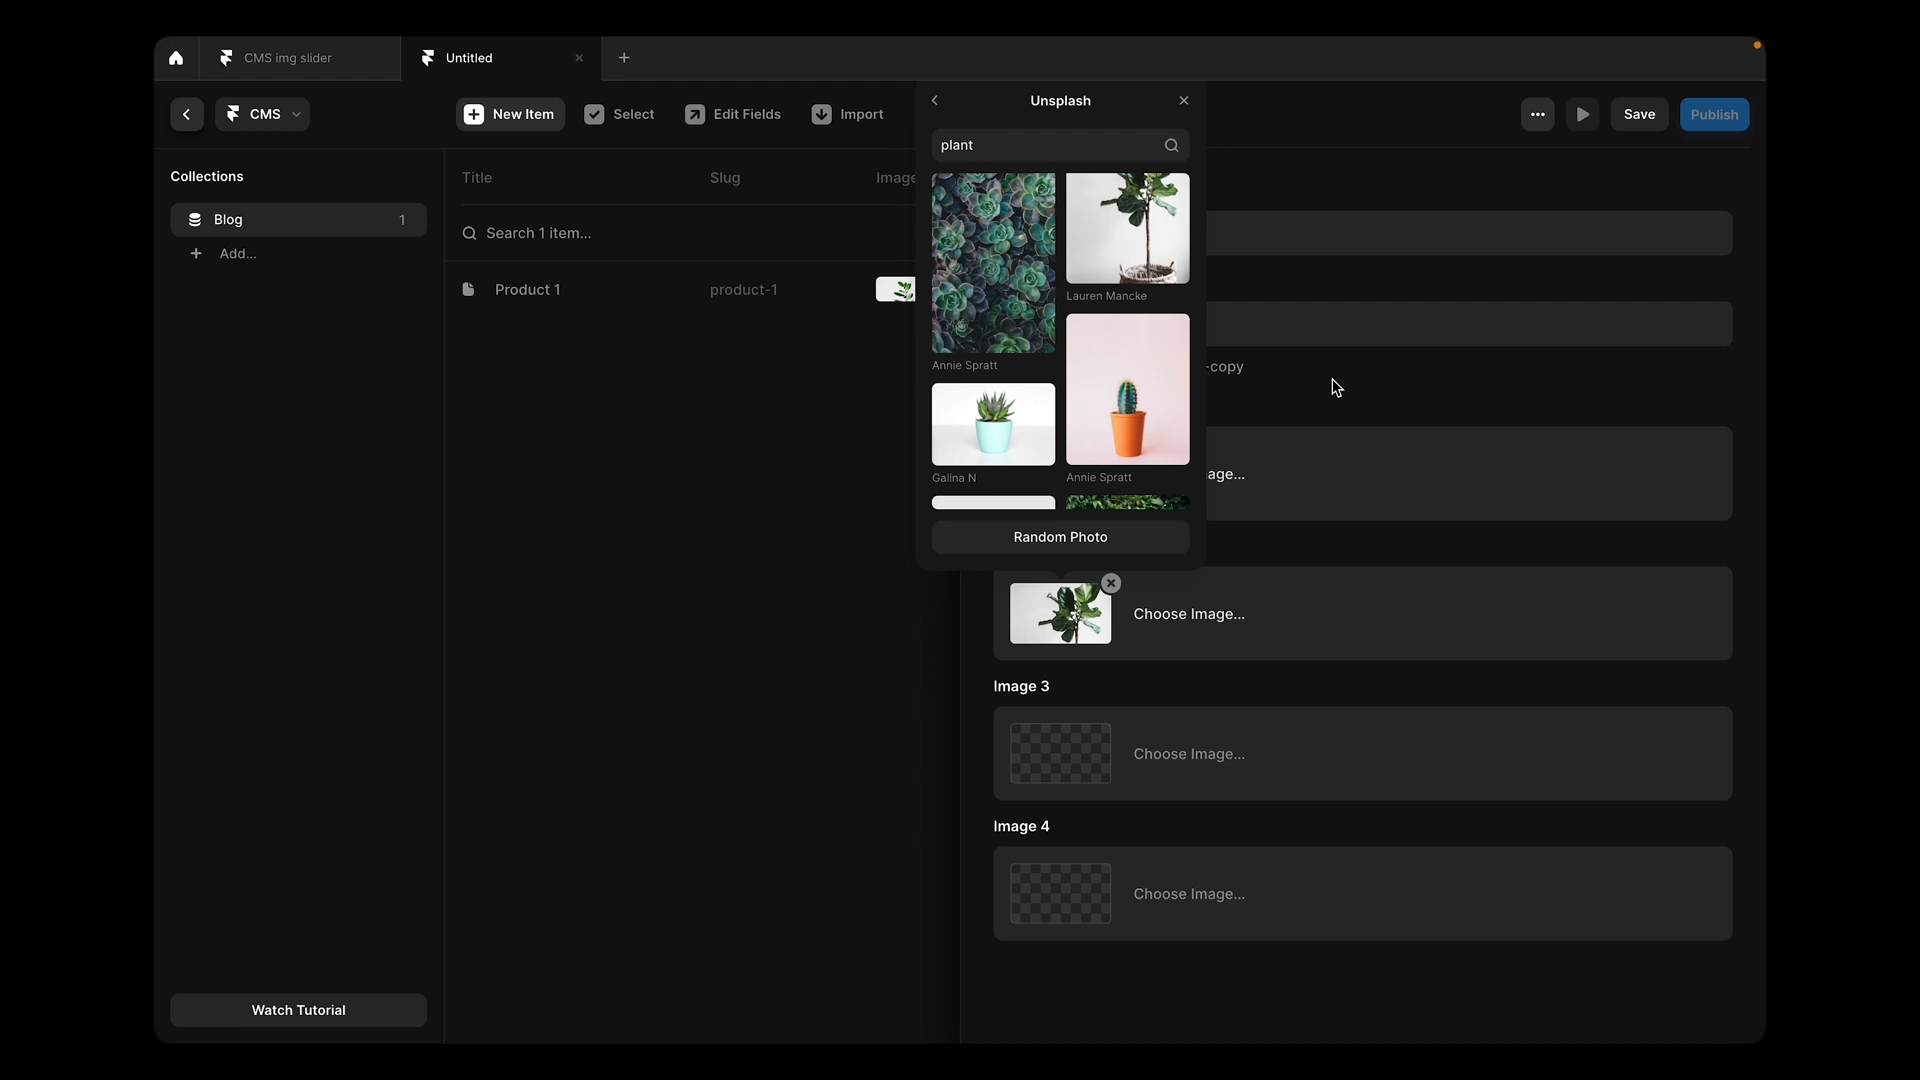 CMS img slider
Untitled
CMS
New Item
Select
Edit Fields
Import
Unsplash
Save
Publish
plant
Collections
Blog
1
Add...
Title
Slug
Image
Search 1 item...
Product 1
product-1
Annie Spratt
Lauren Mancke
Galina N
Annie Spratt
Random Photo
-copy
age...
Choose Image...
Image 3
Choose Image...
Image 4
Choose Image...
Watch Tutorial